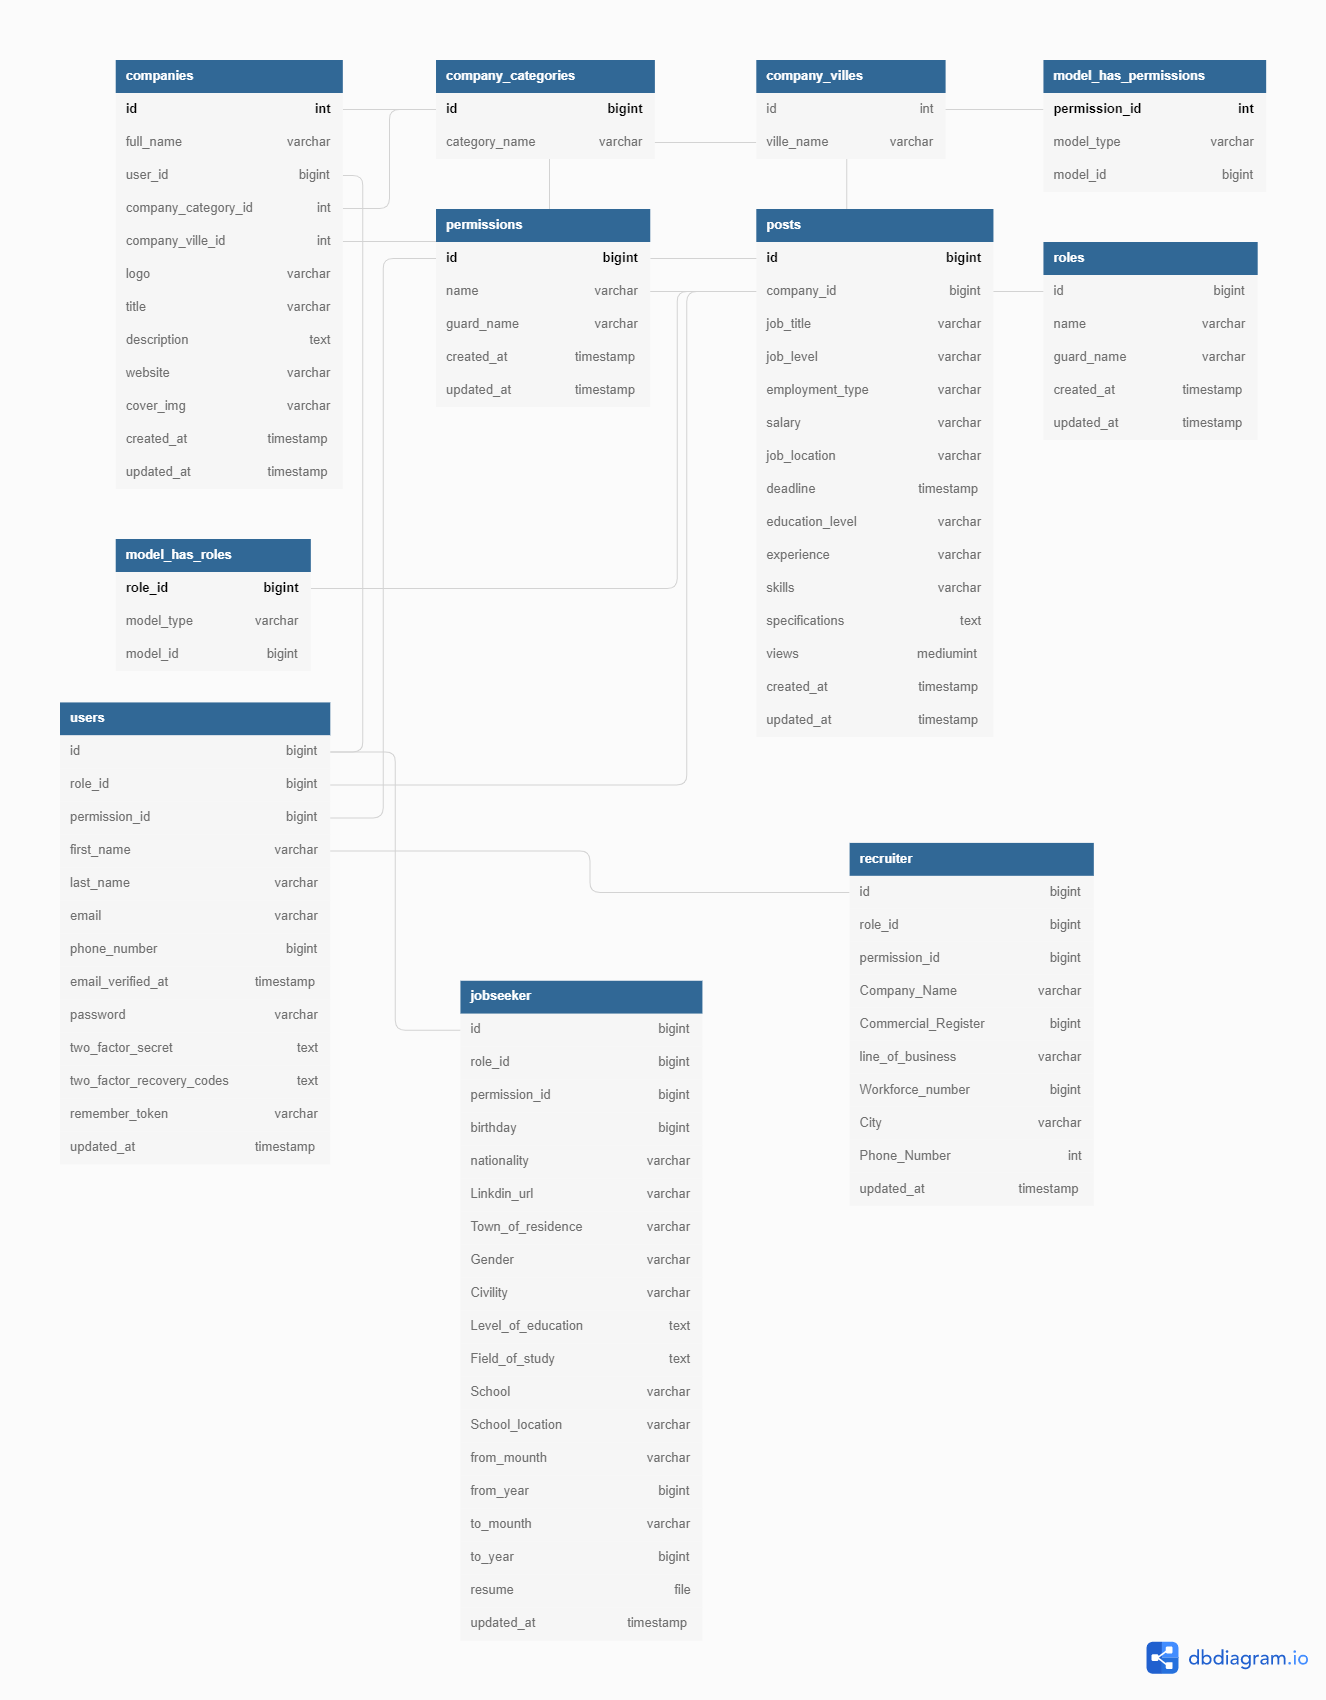 companies
id int
full_name varchar
user_id bigint
company_category_id int
company_ville_id int
logo varchar
title varchar
description text
website varchar
cover_img varchar
created_at timestamp
updated_at timestamp
company_categories
id bigint
category_name varchar
company_villes
id int
ville_name varchar
model_has_permissions
permission_id int
model_type varchar
model_id bigint
permissions
id bigint
name varchar
guard_name varchar
created_at timestamp
updated_at timestamp
posts
id bigint
company_id bigint
job_title varchar
job_level varchar
employment_type varchar
salary varchar
job_location varchar
deadline timestamp
education_level varchar
experience varchar
skills varchar
specifications text
views mediumint
created_at timestamp
updated_at timestamp
roles
id bigint
name varchar
guard_name varchar
created_at timestamp
updated_at timestamp
model_has_roles
role_id bigint
model_type varchar
model_id bigint
users
id bigint
role_id bigint
permission_id bigint
first_name varchar
last_name varchar
email varchar
phone_number bigint
email_verified_at timestamp
password varchar
two_factor_secret text
two_factor_recovery_codes text
remember_token varchar
updated_at timestamp
recruiter
id bigint
role_id bigint
permission_id bigint
Company_Name varchar
Commercial_Register bigint
line_of_business varchar
Workforce_number bigint
City varchar
Phone_Number int
updated_at timestamp
jobseeker
id bigint
role_id bigint
permission_id bigint
birthday bigint
nationality varchar
Linkdin_url varchar
Town_of_residence varchar
Gender varchar
Civility varchar
Level_of_education text
Field_of_study text
School varchar
School_location varchar
from_mounth varchar
from_year bigint
to_mounth varchar
to_year bigint
resume file
updated_at timestamp
dbdiagram.io